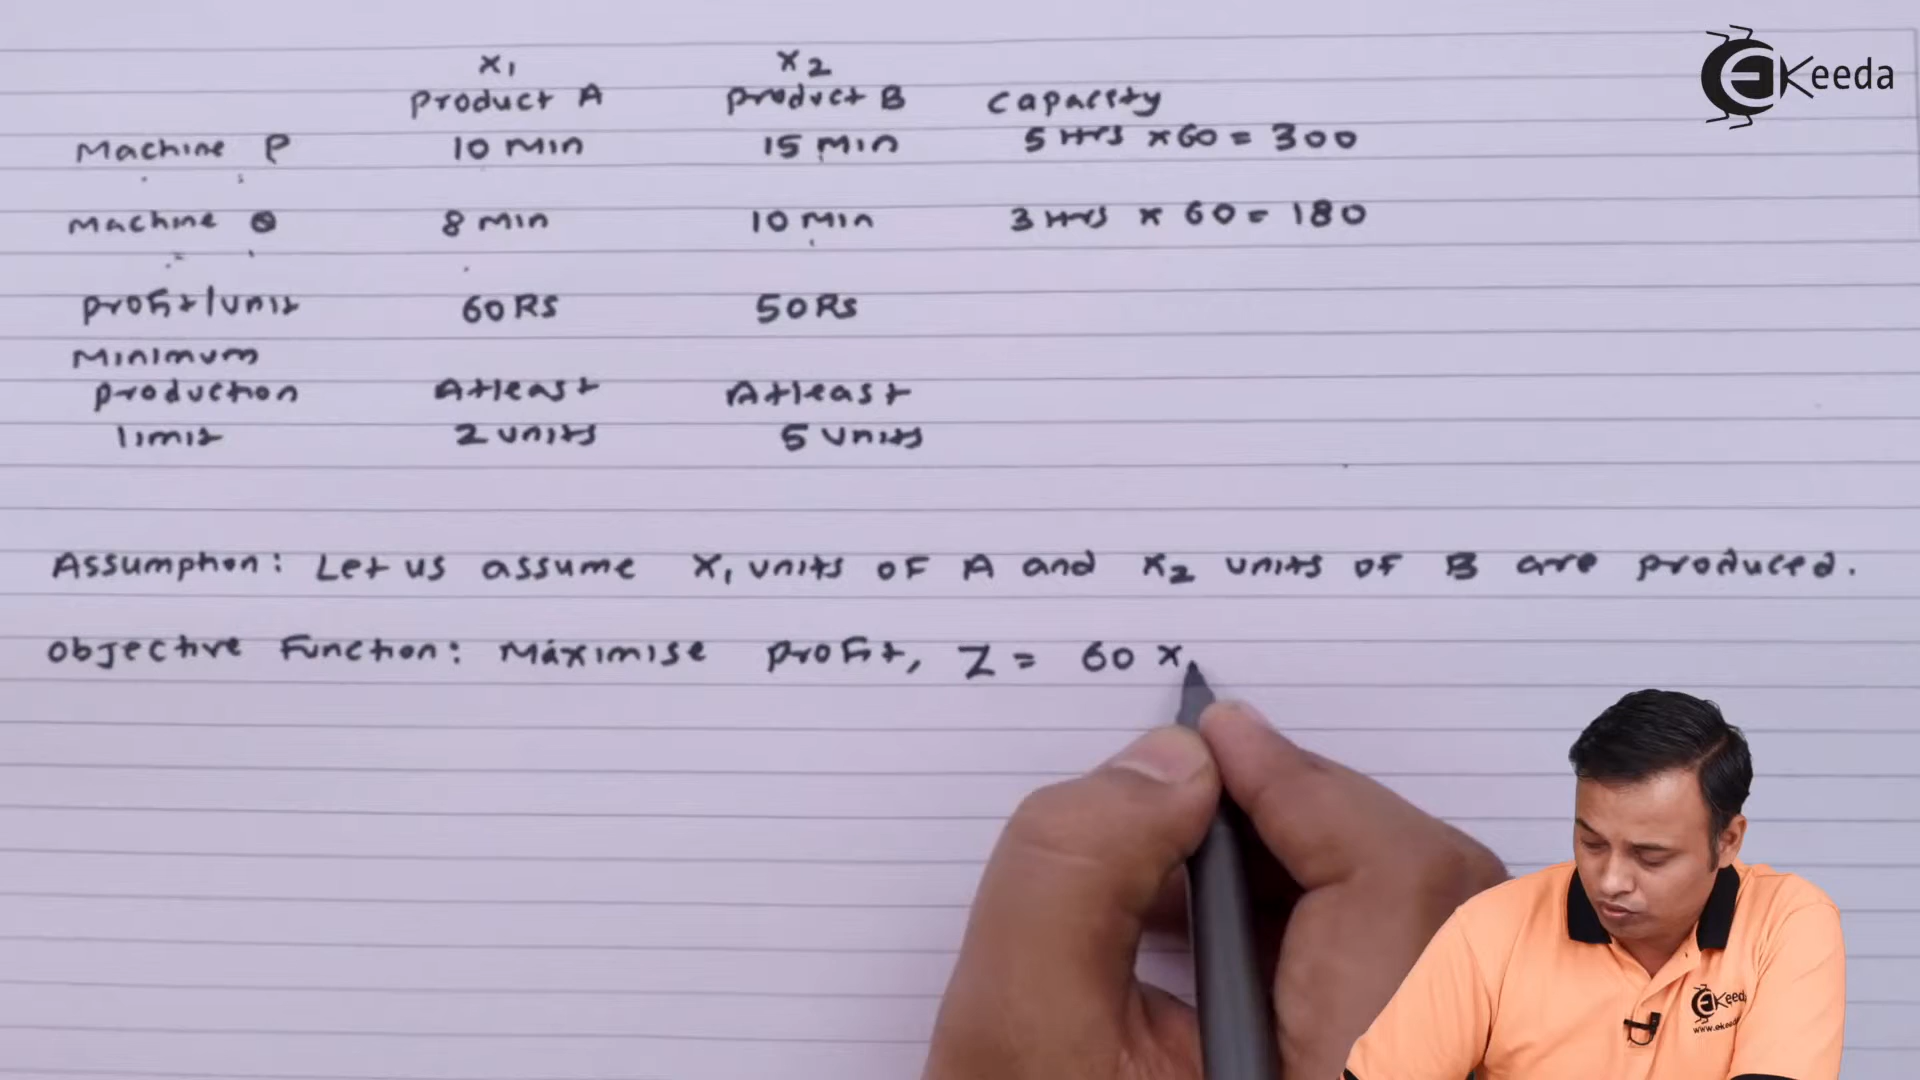 EKeeda
x1 x2
Product A Product B Capacity
Machine P 10 Min 15 Min 5 Hrs x 60 = 300
Machine Q 8 Min 10 Min 3 Hrs x 60 = 180
Profit/unit 60 Rs 50 Rs
Minimum
production Atleast Atleast
limit 2 units 5 units
Assumption: Let us assume x1 units of A and x2 units of B are produced.
Objective Function: Maximise Profit, Z = 60 x
EKeeda